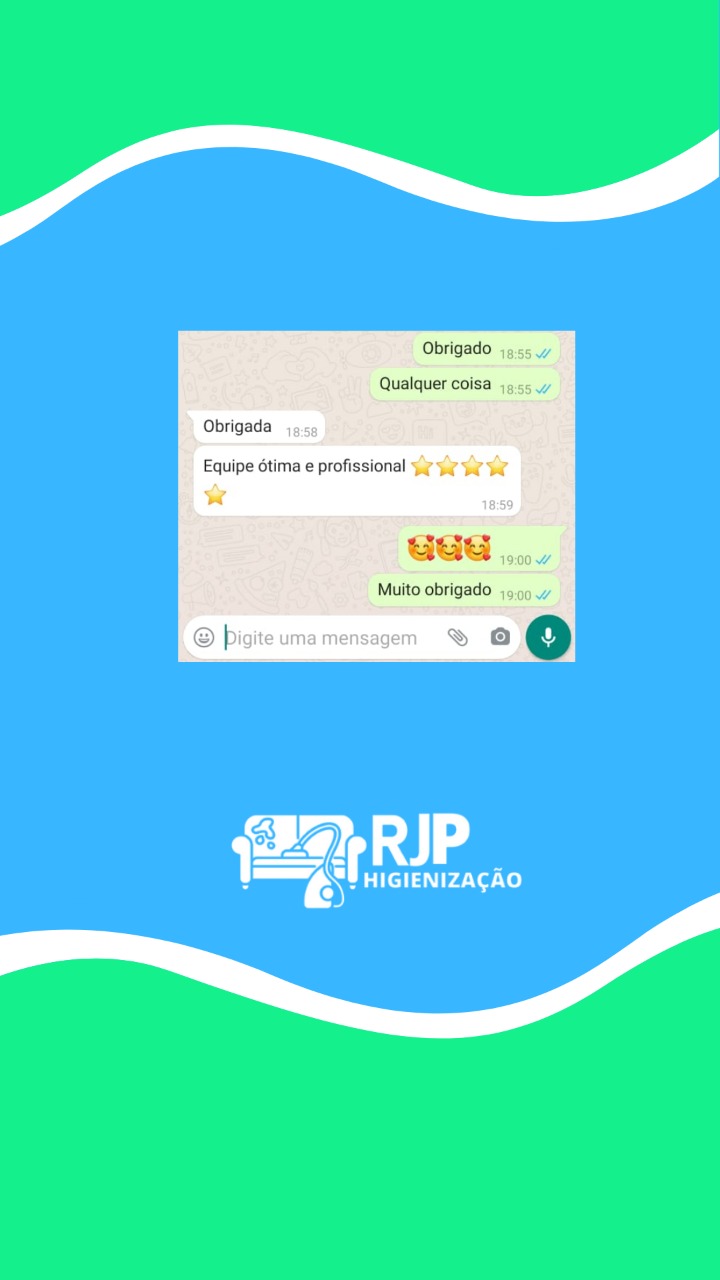 Obrigado 18:55
Qualquer coisa 18:55
Obrigada 18:58
Equipe ótima e profissional ⭐⭐⭐⭐
⭐ 18:59
🥰🥰🥰 19:00
Muito obrigado 19:00
Digite uma mensagem
RJP
HIGIENIZAÇÃO